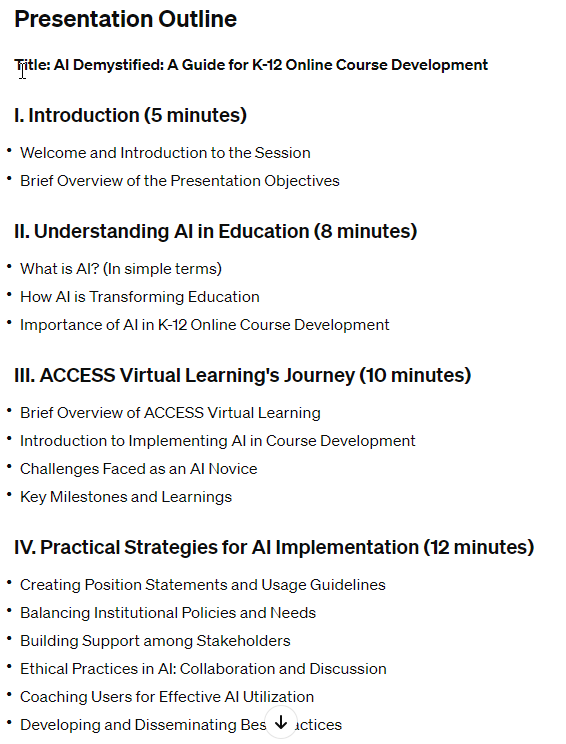 Presentation Outline
Title: AI Demystified: A Guide for K-12 Online Course Development
I. Introduction (5 minutes)
• Welcome and Introduction to the Session
• Brief Overview of the Presentation Objectives
II. Understanding AI in Education (8 minutes)
• What is AI? (In simple terms)
• How AI is Transforming Education
• Importance of AI in K-12 Online Course Development
III. ACCESS Virtual Learning's Journey (10 minutes)
• Brief Overview of ACCESS Virtual Learning
• Introduction to Implementing AI in Course Development
• Challenges Faced as an AI Novice
• Key Milestones and Learnings
IV. Practical Strategies for AI Implementation (12 minutes)
• Creating Position Statements and Usage Guidelines
• Balancing Institutional Policies and Needs
• Building Support among Stakeholders
• Ethical Practices in AI: Collaboration and Discussion
• Coaching Users for Effective AI Utilization
• Developing and Disseminating Best Practices